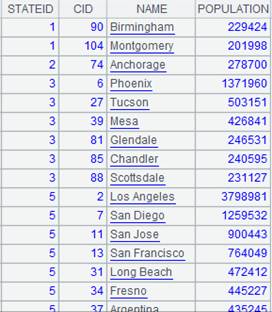 STATEID CID NAME POPULATION
1 90 Birmingham 229424
1 104 Montgomery 201998
2 74 Anchorage 278700
3 6 Phoenix 1371960
3 27 Tucson 503151
3 39 Mesa 426841
3 81 Glendale 246531
3 85 Chandler 240595
3 88 Scottsdale 231127
5 2 Los Angeles 3798981
5 7 San Diego 1259532
5 11 San Jose 900443
5 13 San Francisco 764049
5 31 Long Beach 472412
5 34 Fresno 445227
5 37 Argentina 435245